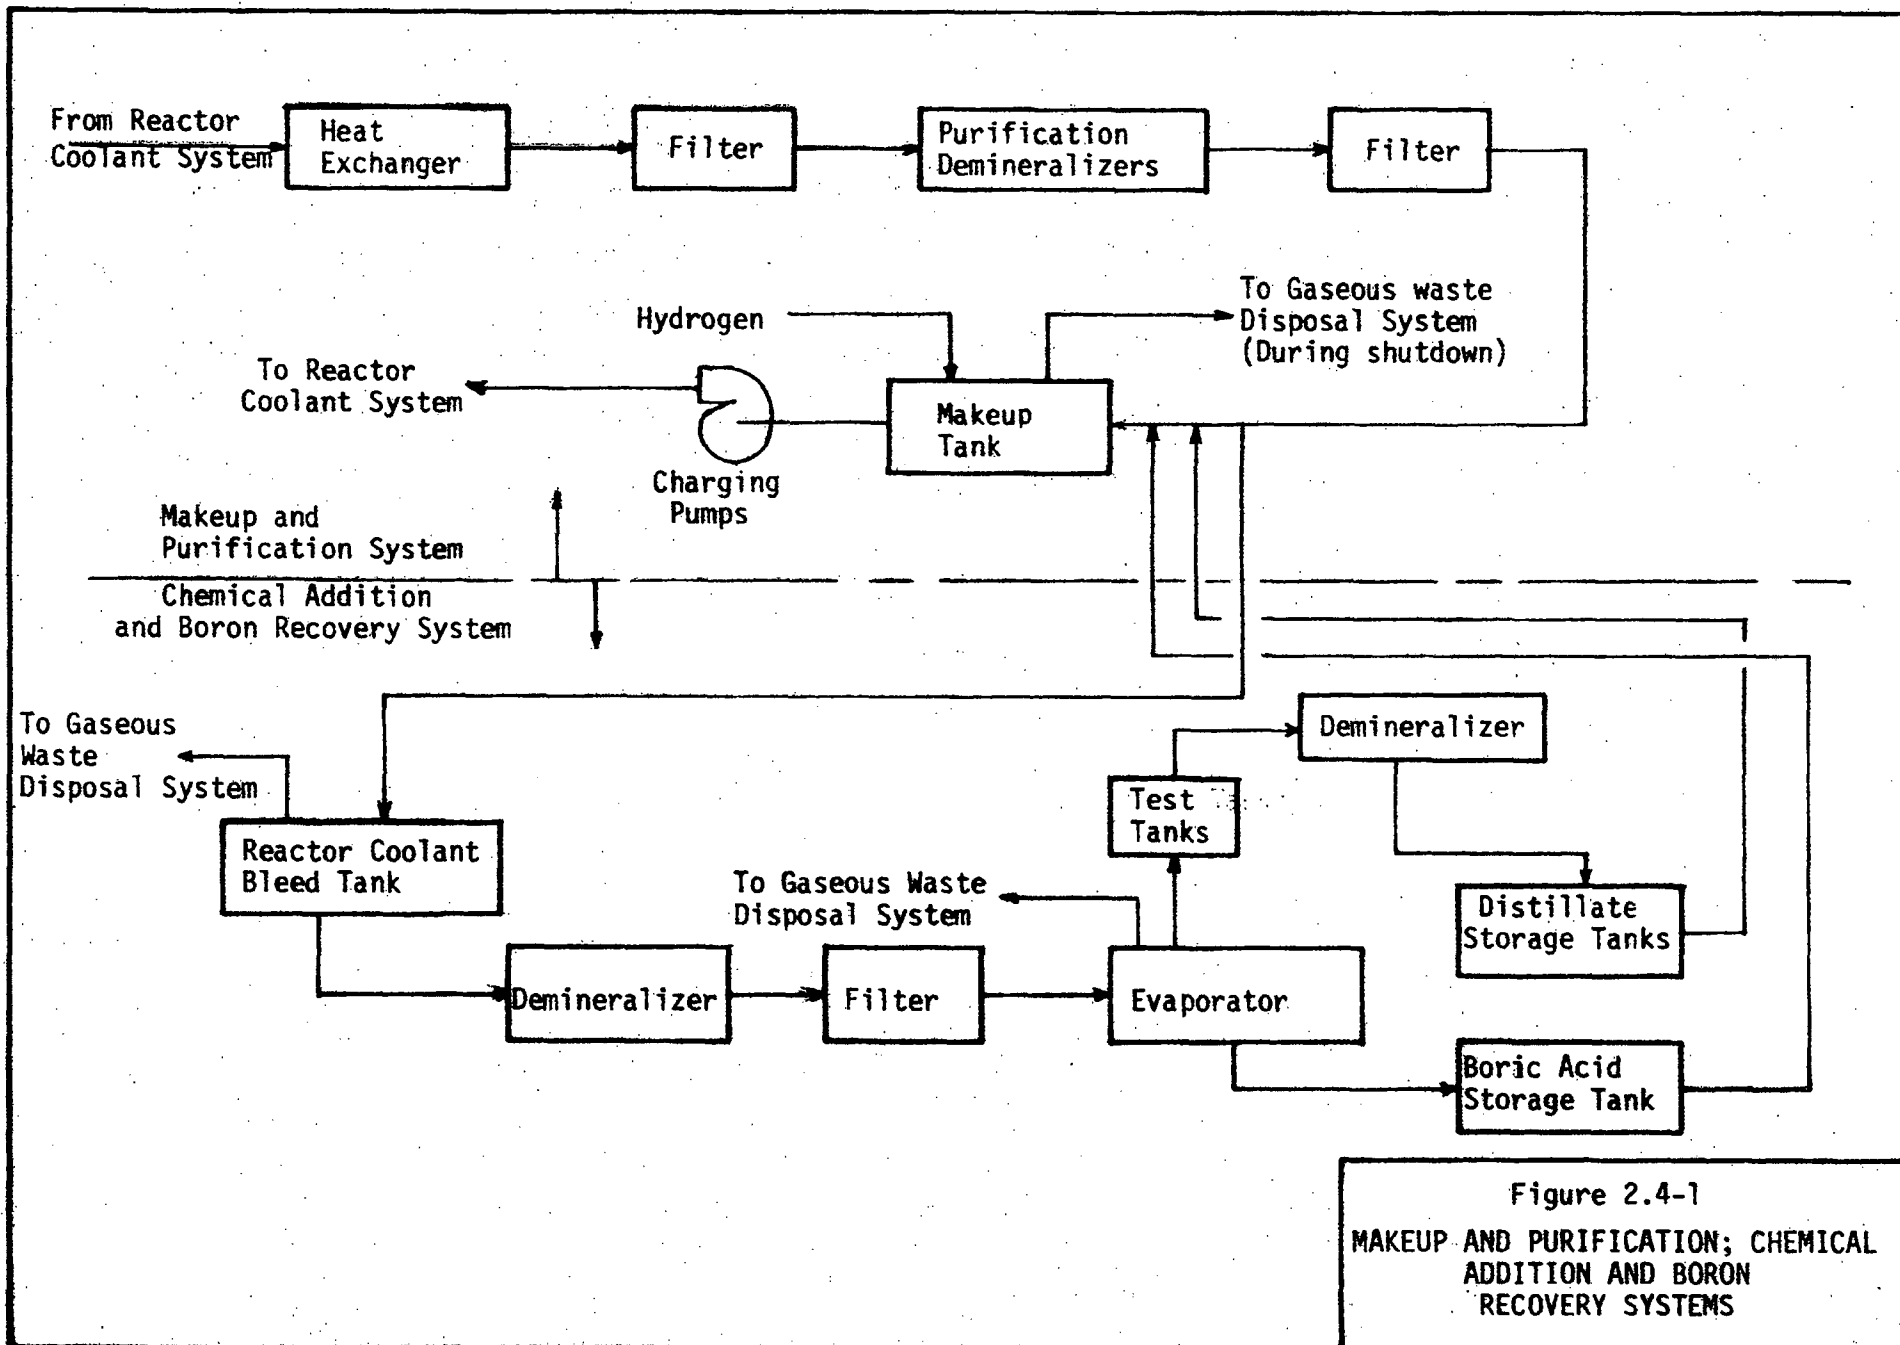 From Reactor
Coolant System
Heat
Exchanger
Filter
Purification
Demineralizers
Filter
Hydrogen
To Gaseous waste
Disposal System
(During shutdown)
To Reactor
Coolant System
Makeup
Tank
Charging
Pumps
Makeup and
Purification System
Chemical Addition
and Boron Recovery System
To Gaseous
Waste
Disposal System
Demineralizer
Test
Tanks
Reactor Coolant
Bleed Tank
To Gaseous Waste
Disposal System
Distillate
Storage Tanks
Demineralizer
Filter
Evaporator
Boric Acid
Storage Tank
Figure 2.4-1
MAKEUP AND PURIFICATION; CHEMICAL
ADDITION AND BORON
RECOVERY SYSTEMS